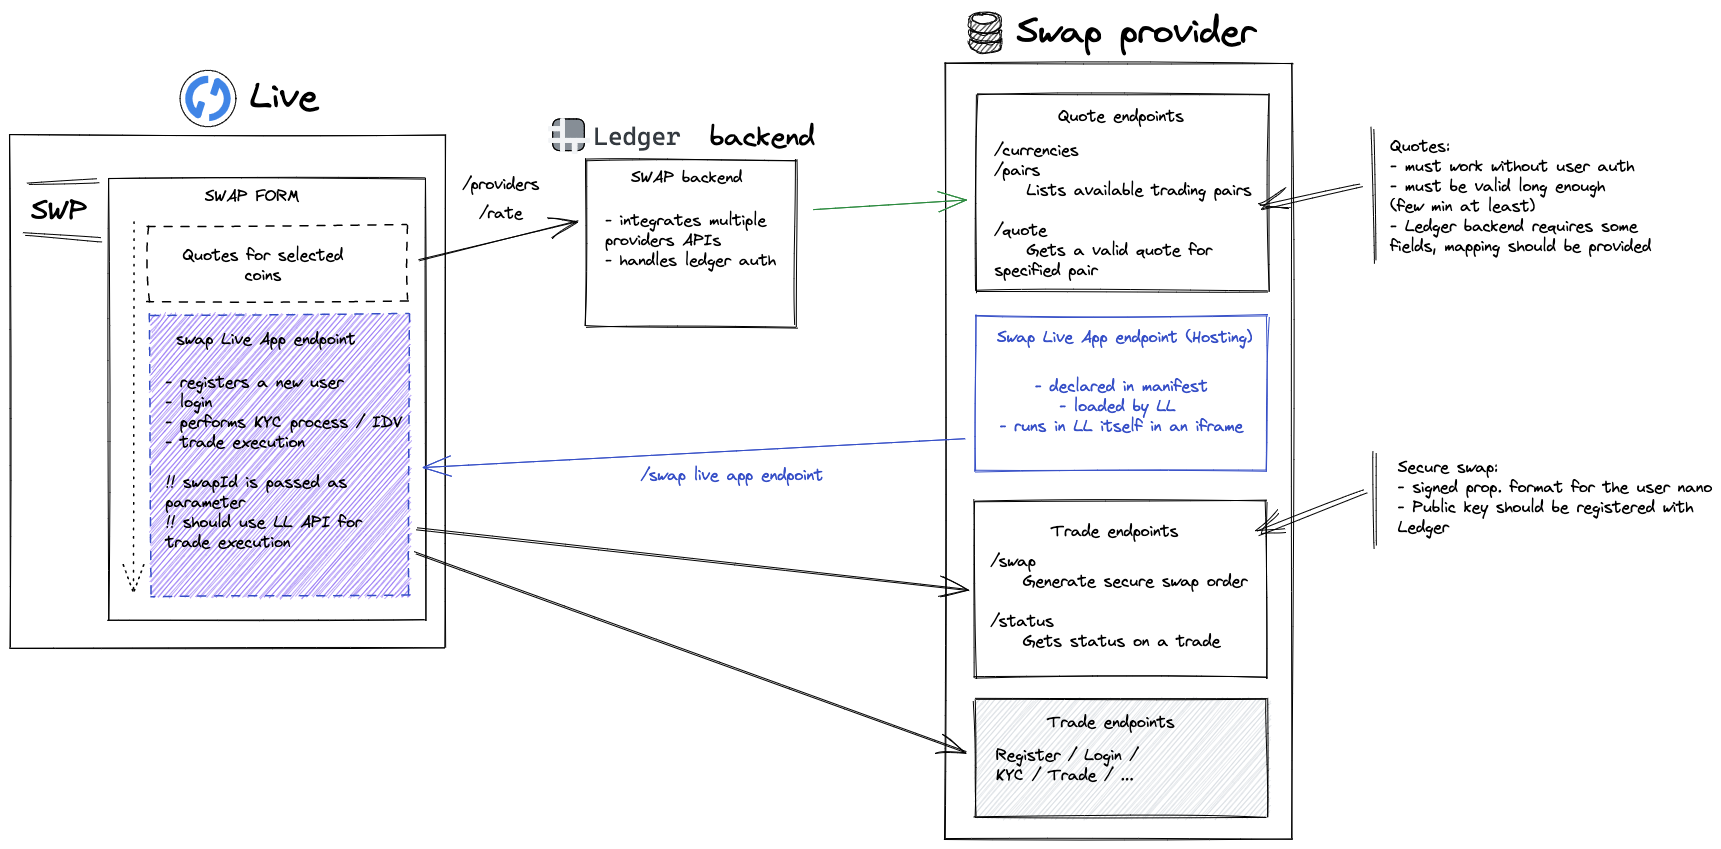 Live
SWP
SWAP FORM
Quotes for selected
coins
swap Live App endpoint
- registers a new user
- login
- performs KYC process / IDV
- trade execution
!! swapId is passed as
parameter
!! should use LL API for
trade execution
/providers
/rate
Ledger backend
SWAP backend
- integrates multiple
providers APIs
- handles ledger auth
/swap live app endpoint
Swap provider
Quote endpoints
/currencies
/pairs
Lists available trading pairs
/quote
Gets a valid quote for
specified pair
Swap Live App endpoint (Hosting)
- declared in manifest
- loaded by LL
- runs in LL itself in an iframe
Trade endpoints
/swap
Generate secure swap order
/status
Gets status on a trade
Trade endpoints
Register / Login /
KYC / Trade / ...
Quotes:
- must work without user auth
- must be valid long enough
(few min at least)
- Ledger backend requires some
fields, mapping should be provided
Secure swap:
- signed prop. format for the user nano
- Public key should be registered with
Ledger